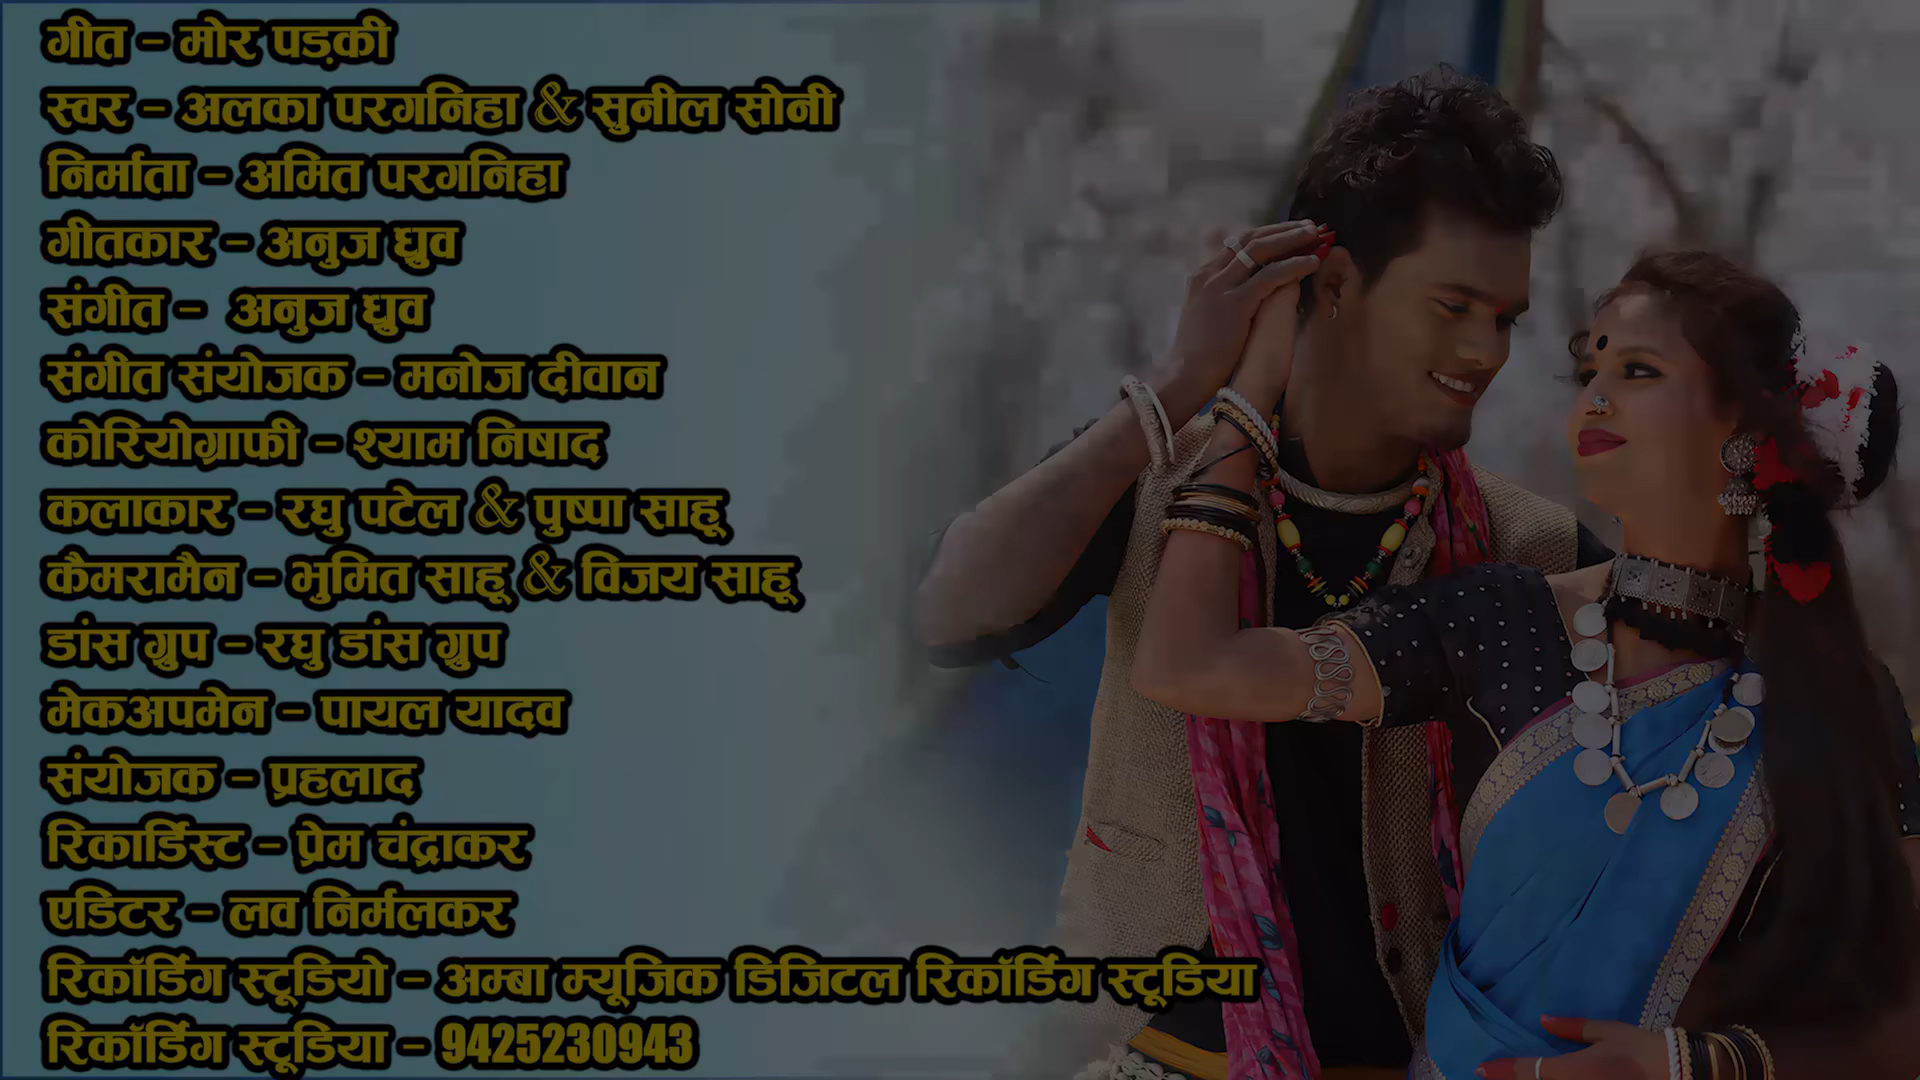 गीत – मोर पड़की
स्वर – अलका परगनिहा & सुनील सोनी
निर्माता – अमित परगनिहा
गीतकार – अनुज ध्रुव
संगीत – अनुज ध्रुव
संगीत संयोजक – मनोज दीवान
कोरियोग्राफी – श्याम निषाद
कलाकार – रघु पटेल & पुष्पा साहू
कैमरामैन – भुमित साहू & विजय साहू
डांस ग्रुप – रघु डांस ग्रुप
मेकअपमेन – पायल यादव
संयोजक – प्रहलाद
रिकार्डिस्ट – प्रेम चंद्राकर
एडिटर – लव निर्मलकर
रिकॉर्डिंग स्टूडियो – अम्बा म्यूजिक डिजिटल रिकॉर्डिंग स्टूडिया
रिकॉर्डिंग स्टूडिया – 9425230943